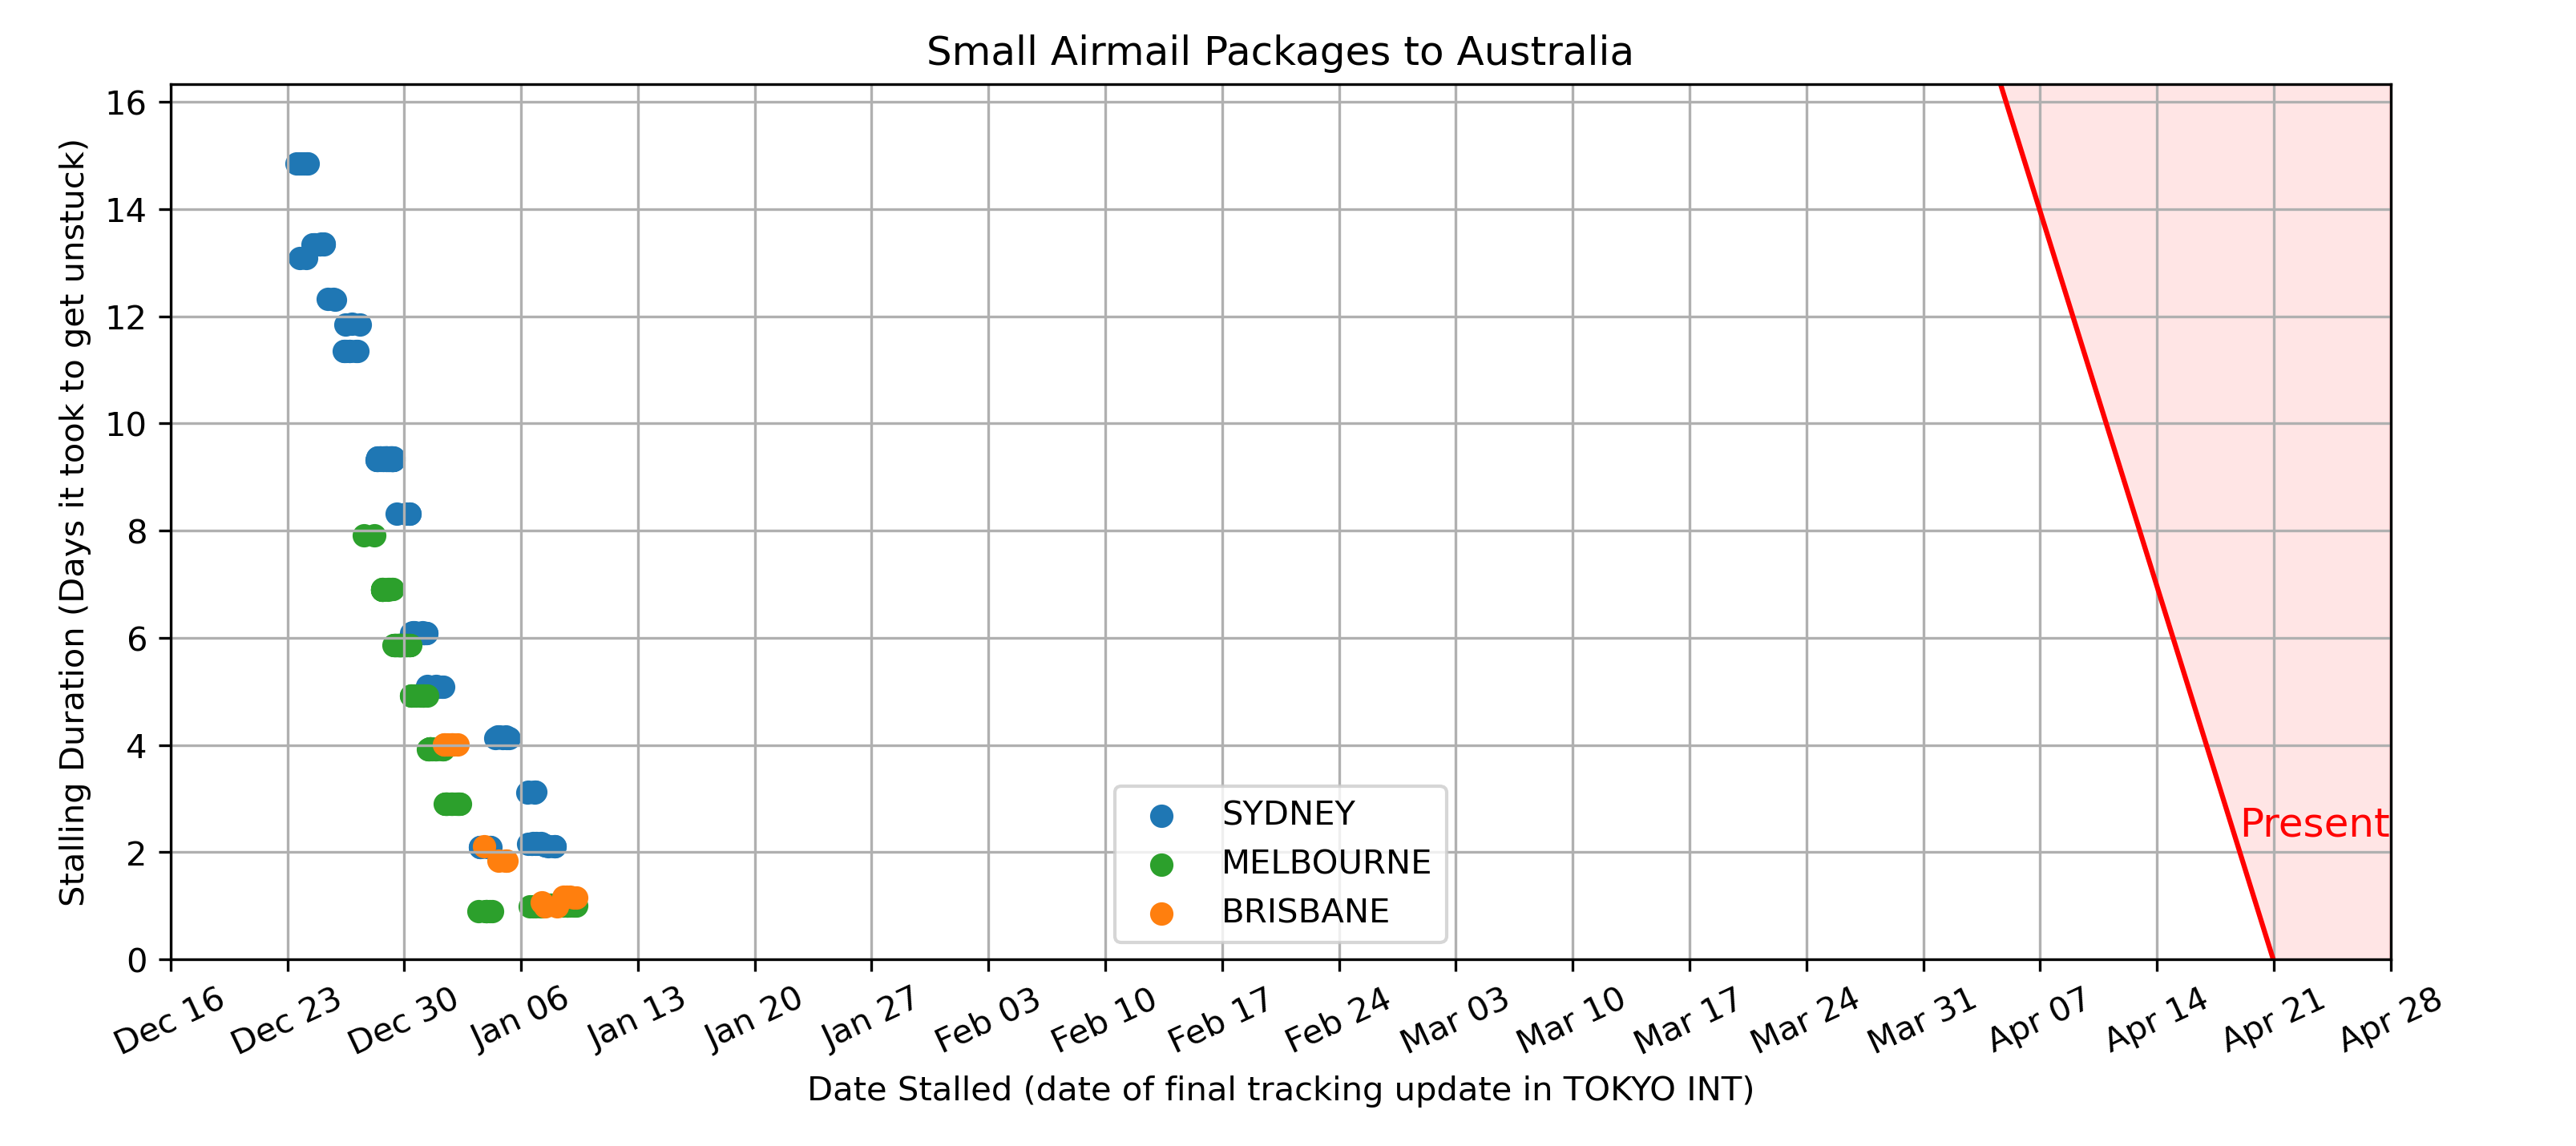 Small Airmail Packages to Australia
Stalling Duration (Days it took to get unstuck)
16
14
12
10
8
6
4
2
0
Present
SYDNEY
MELBOURNE
BRISBANE
Dec 16
Dec 23
Dec 30
Jan 06
Jan 13
Jan 20
Jan 27
Feb 03
Feb 10
Feb 17
Feb 24
Mar 03
Mar 10
Mar 17
Mar 24
Mar 31
Apr 07
Apr 14
Apr 21
Apr 28
Date Stalled (date of final tracking update in TOKYO INT)